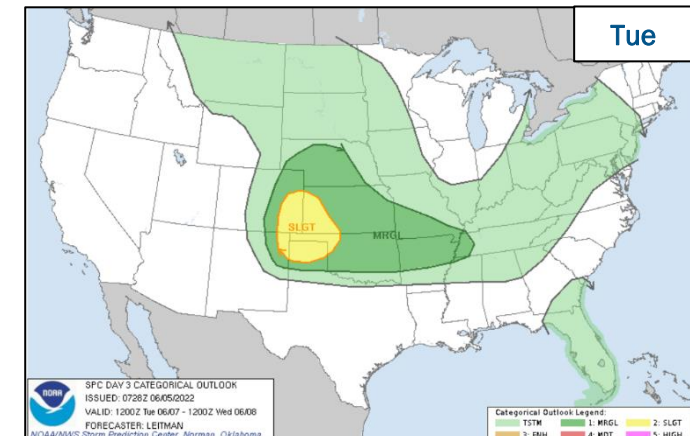 Tue
SLGT
MRGL
NOAA
SPC DAY 3 CATEGORICAL OUTLOOK
ISSUED: 0728Z 06/05/2022
VALID: 1200Z Tue 06/07 - 1200Z Wed 06/08
FORECASTER: LEITMAN
NOAA/NWS Storm Prediction Center, Norman, Oklahoma
Categorical Outlook Legend:
TSTM 1: MRGL 2: SLGT
3: ENH 4: MDT 5: HIGH